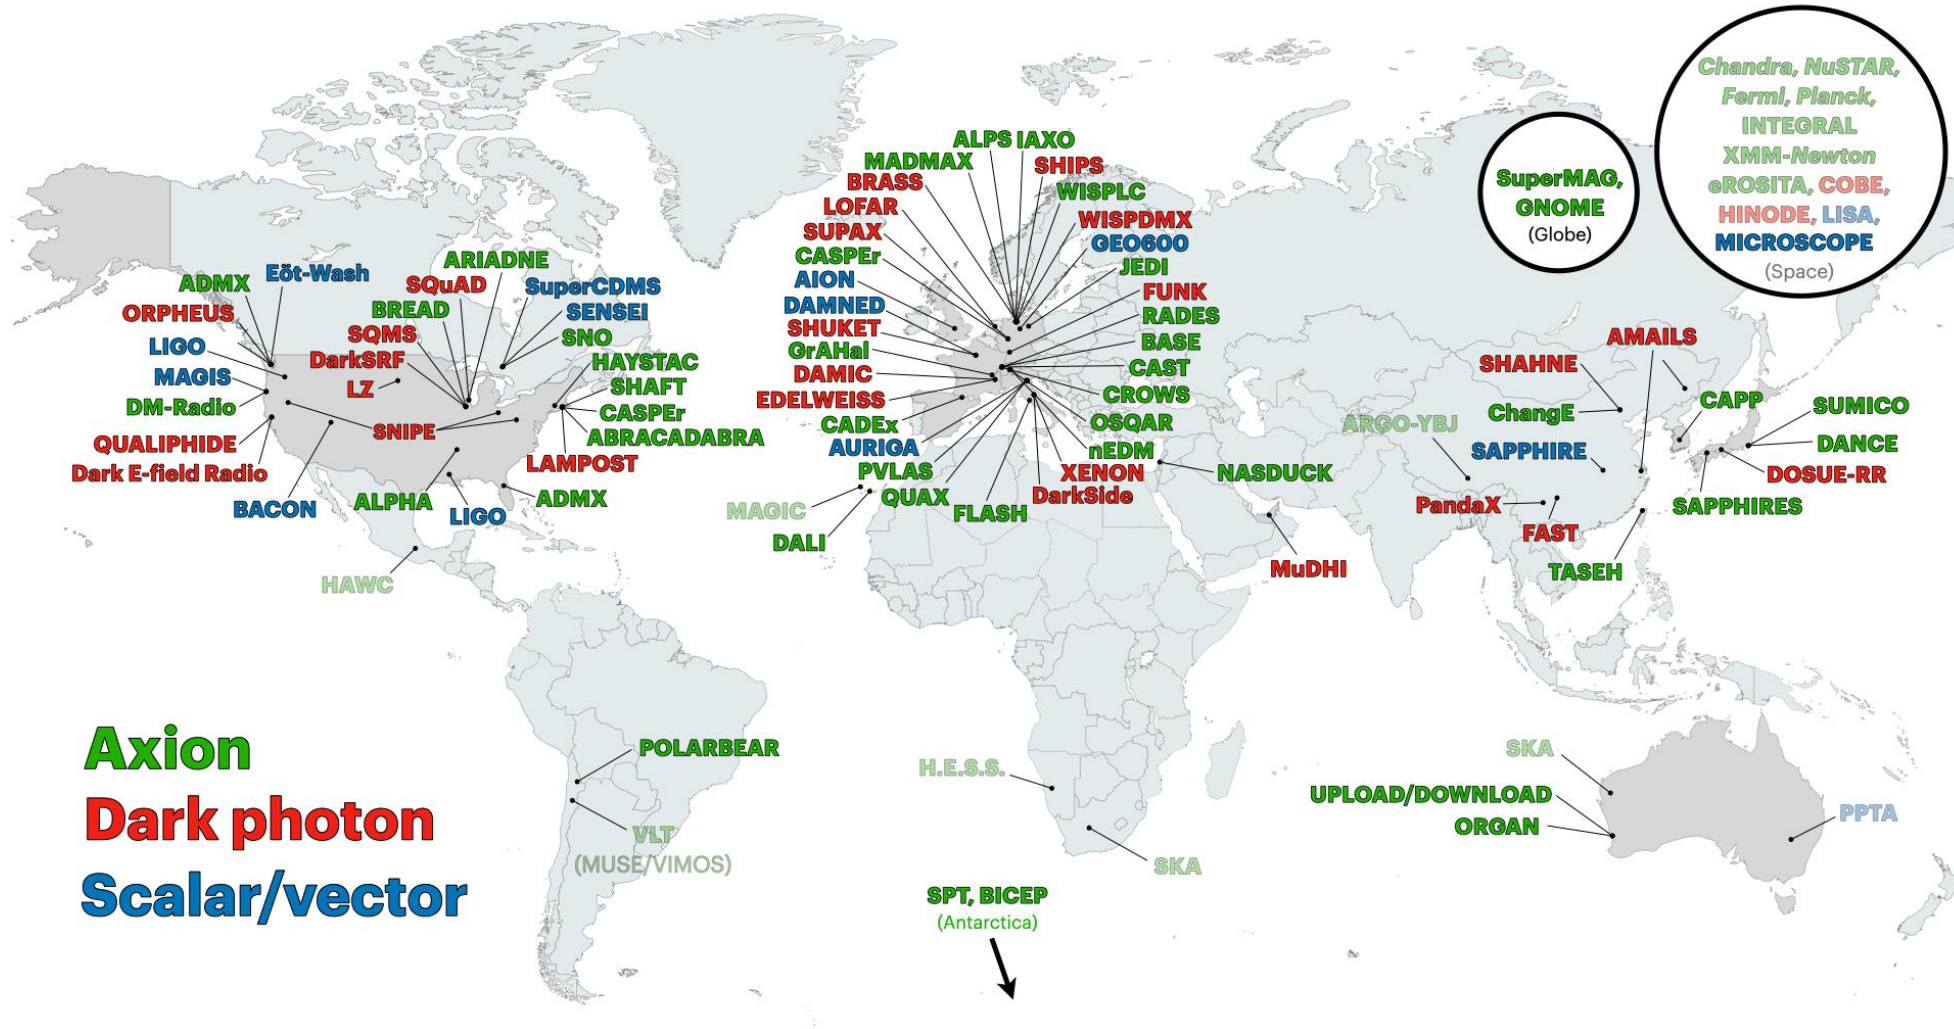 Chandra, NuSTAR,
Fermi, Planck,
INTEGRAL
XMM-Newton
eROSITA, COBE,
HINODE, LISA,
MICROSCOPE
(Space)
SuperMAG,
GNOME
(Globe)
ADMX
Eöt-Wash
ORPHEUS
LIGO
MAGIS
DM-Radio
QUALIPHIDE
Dark E-field Radio
BACON
ARIADNE
SQuAD
BREAD
SQMS
DarkSRF
LZ
SNIPE
SuperCDMS
SENSEI
SNO
HAYSTAC
SHAFT
CASPEr
ABRACADABRA
LAMPOST
ALPHA
LIGO
ADMX
HAWC
ALPS IAXO
MADMAX
SHIPS
BRASS
WISPLC
LOFAR
WISPDMX
SUPAX
GEO600
CASPEr
JEDI
AION
FUNK
DAMNED
RADES
SHUKET
BASE
GrAHal
CAST
DAMIC
CROWS
EDELWEISS
OSQAR
CADEx
nEDM
AURIGA
XENON
PVLAS
DarkSide
QUAX
FLASH
NASDUCK
MAGIC
DALI
MuDHI
AMAILS
SHAHNE
ChangE
CAPP
SUMICO
ARGO-YBJ
SAPPHIRE
DANCE
DOSUE-RR
PandaX
SAPPHIRES
FAST
TASEH
POLARBEAR
VLT
(MUSE/VIMOS)
H.E.S.S.
SKA
SKA
UPLOAD/DOWNLOAD
ORGAN
PPTA
SPT, BICEP
(Antarctica)
Axion
Dark photon
Scalar/vector